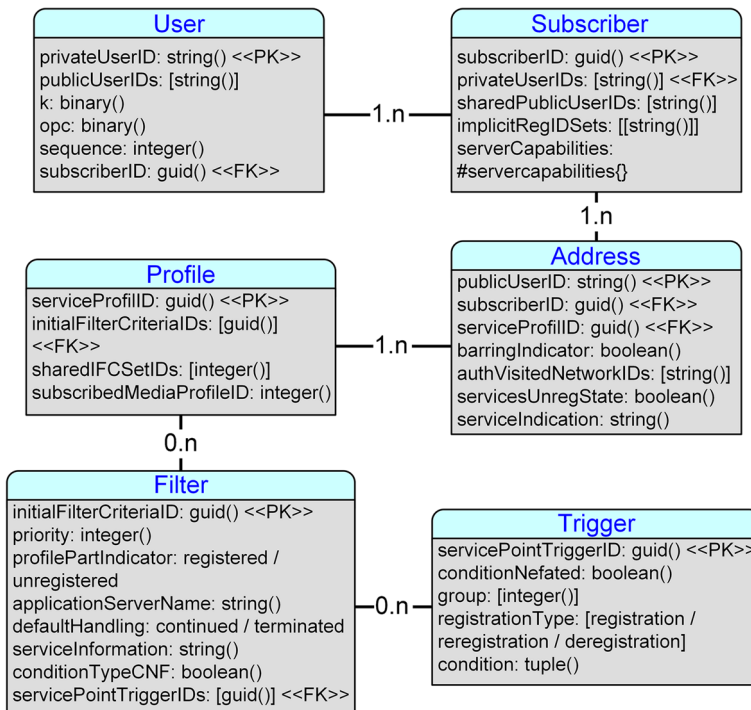 User
privateUserID: string() <<PK>>
publicUserIDs: [string()]
k: binary()
opc: binary()
sequence: integer()
subscriberID: guid() <<FK>>
1.n
Subscriber
subscriberID: guid() <<PK>>
privateUserIDs: [string()] <<FK>>
sharedPublicUserIDs: [string()]
implicitRegIDSets: [[string()]]
serverCapabilities:
#servercapabilities{}
1.n
Profile
serviceProfilID: guid() <<PK>>
initialFilterCriteriaIDs: [guid()]
<<FK>>
sharedIFCSetIDs: [integer()]
subscribedMediaProfileID: integer()
1.n
Address
publicUserID: string() <<PK>>
subscriberID: guid() <<FK>>
serviceProfilID: guid() <<FK>>
barringIndicator: boolean()
authVisitedNetworkIDs: [string()]
servicesUnregState: boolean()
serviceIndication: string()
0.n
Filter
initialFilterCriteriaID: guid() <<PK>>
priority: integer()
profilePartIndicator: registered /
unregistered
applicationServerName: string()
defaultHandling: continued / terminated
serviceInformation: string()
conditionTypeCNF: boolean()
servicePointTriggerIDs: [guid()] <<FK>>
0.n
Trigger
servicePointTriggerID: guid() <<PK>>
conditionNefated: boolean()
group: [integer()]
registrationType: [registration /
reregistration / deregistration]
condition: tuple()